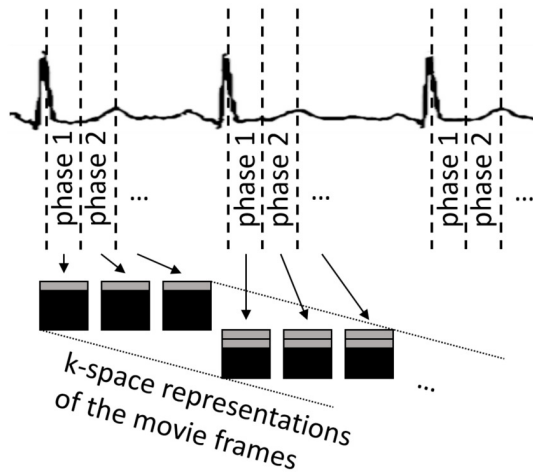 phase 1
phase 2
...
phase 1
phase 2
...
phase 1
phase 2
...
...
k-space representations
of the movie frames